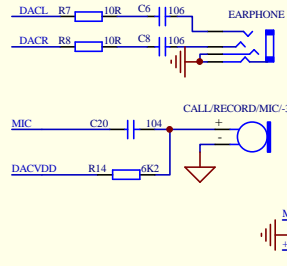 DACL R7 10R C6 106 EARPHONE
DACR R8 10R C8 106
CALL/RECORD/MIC/-
MIC C20 104 +
-
DACVDD R14 6K2
+